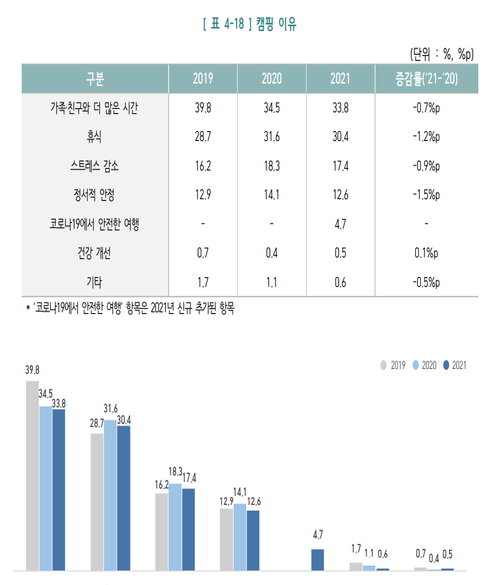 [ 표 4-18 ] 캠핑 이유
(단위 : %, %p)
구분 2019 2020 2021 증감률('21-'20)
가족·친구와 더 많은 시간 39.8 34.5 33.8 -0.7%p
휴식 28.7 31.6 30.4 -1.2%p
스트레스 감소 16.2 18.3 17.4 -0.9%p
정서적 안정 12.9 14.1 12.6 -1.5%p
코로나19에서 안전한 여행 - - 4.7 -
건강 개선 0.7 0.4 0.5 0.1%p
기타 1.7 1.1 0.6 -0.5%p
* '코로나19에서 안전한 여행' 항목은 2021년 신규 추가된 항목
2019 2020 2021
39.8 34.5 33.8
28.7 31.6 30.4
16.2 18.3 17.4
12.9 14.1 12.6
4.7
1.7 1.1 0.6
0.7 0.4 0.5